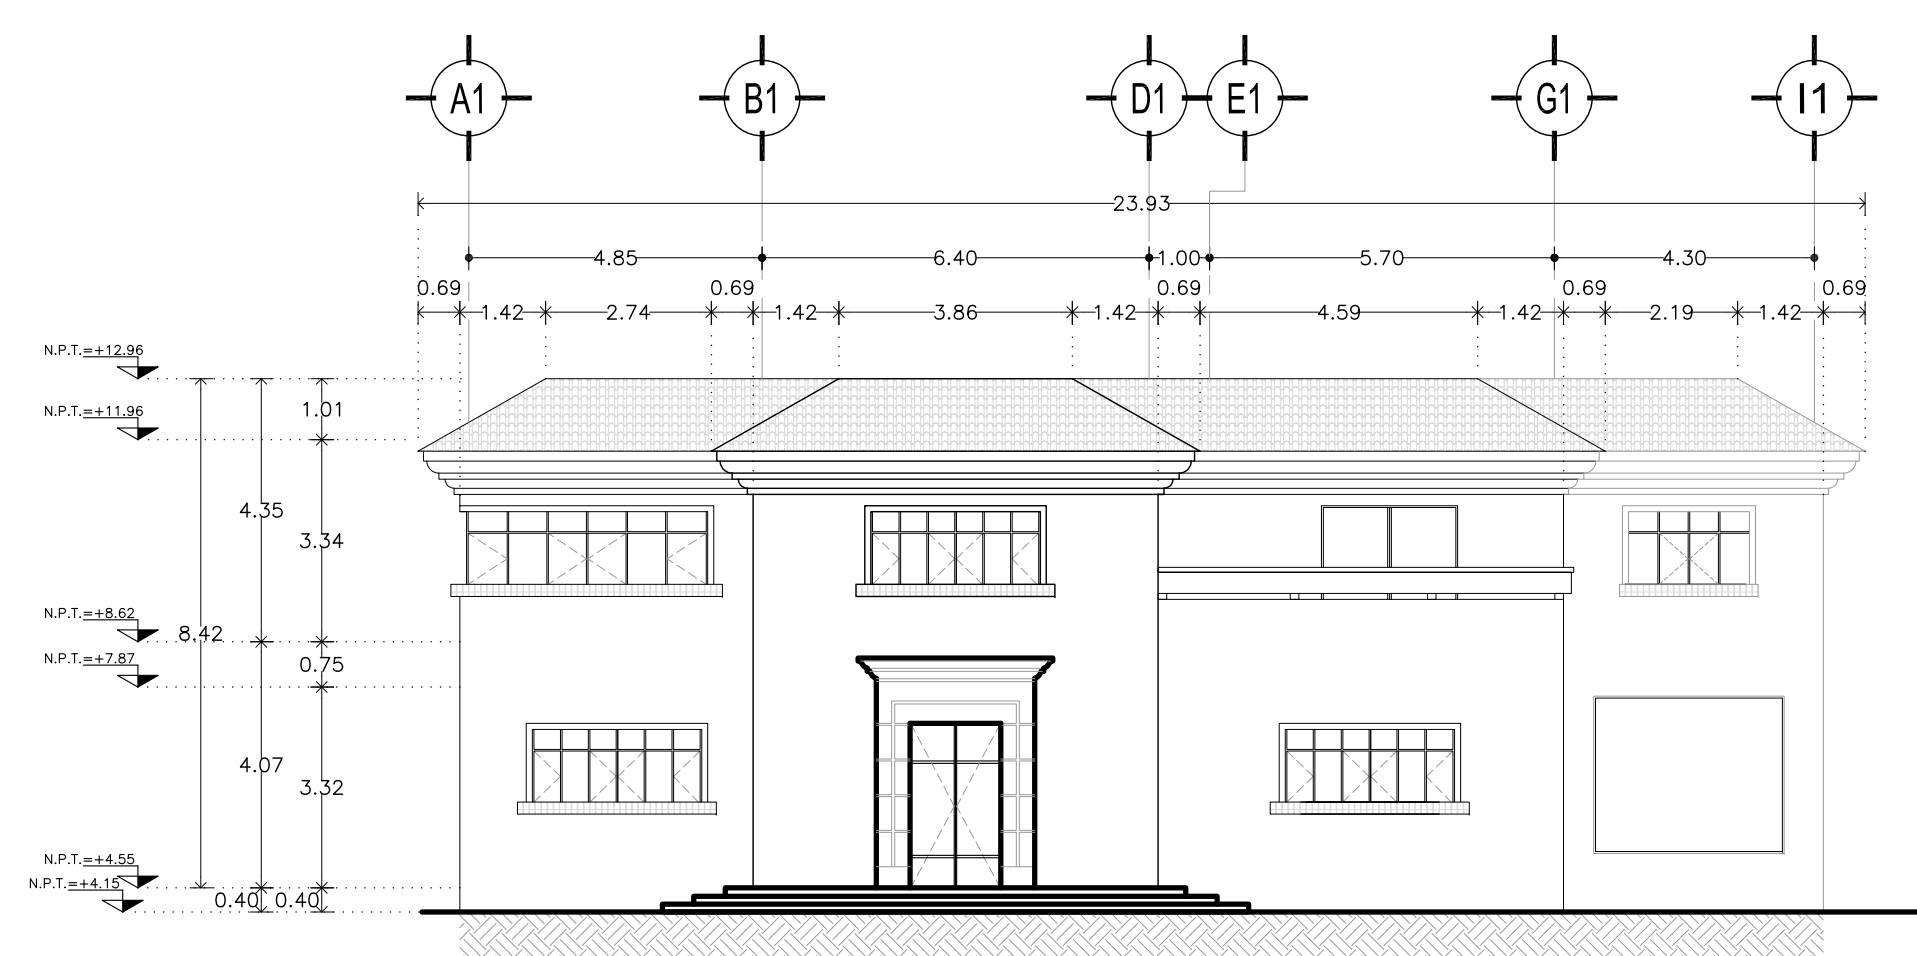 A1 B1 D1 E1 G1 I1
23.93
4.85 6.40 1.00 5.70 4.30
0.69 0.69 0.69 0.69 0.69
1.42 2.74 1.42 3.86 1.42 4.59 1.42 2.19 1.42
N.P.T.=+12.96
1.01
N.P.T.=+11.96
4.35
3.34
N.P.T.=+8.62
8.42
N.P.T.=+7.87
0.75
4.07
3.32
N.P.T.=+4.55
N.P.T.=+4.15
0.40 0.40